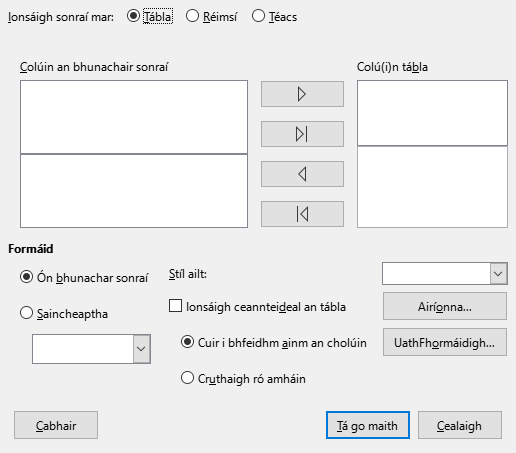 Ionsáigh sonraí mar: Tábla Réimsí Téacs
Colúin an bhunachair sonraí Colú(i)n tábla
Formáid
Ón bhunachar sonraí Stíl ailt:
Ionsáigh ceannteideal an tábla Airíonna...
Saincheaptha
Cuir i bhfeidhm ainm an cholúin UathFhormáidigh...
Cruthaigh ró amháin
Cabhair Tá go maith Cealaigh